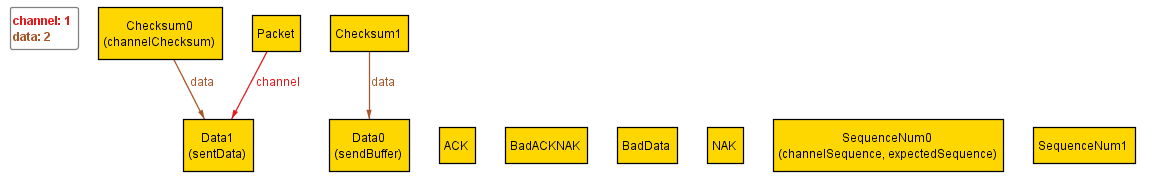 channel: 1
data: 2
Checksum0
(channelChecksum)
Packet
Checksum1
data
channel
data
Data1
(sentData)
Data0
(sendBuffer)
ACK
BadACKNAK
BadData
NAK
SequenceNum0
(channelSequence, expectedSequence)
SequenceNum1